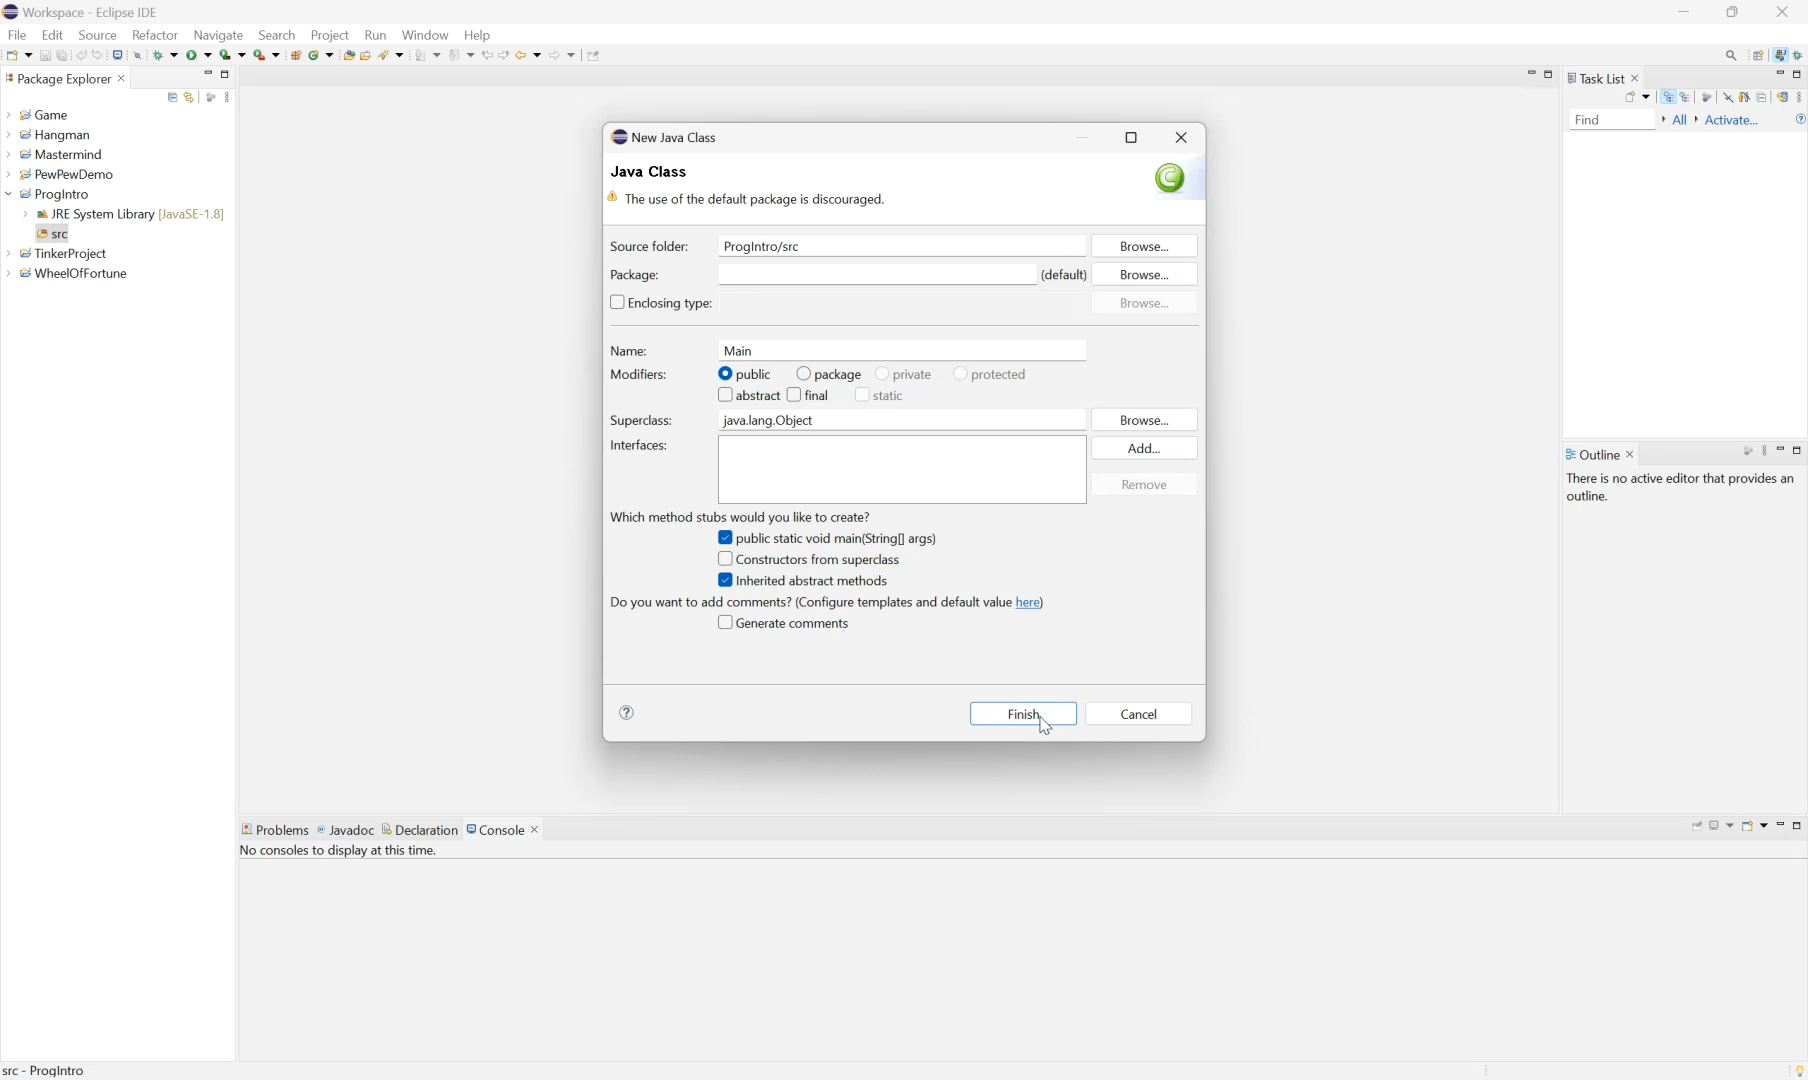 Workspace - Eclipse IDE
File Edit Source Refactor Navigate Search Project Run Window Help
Package Explorer
Game
Hangman
Mastermind
PewPewDemo
ProgIntro
JRE System Library [JavaSE-1.8]
src
TinkerProject
WheelOfFortune
New Java Class
Java Class
The use of the default package is discouraged.
Source folder: ProgIntro/src Browse...
Package: (default) Browse...
Enclosing type: Browse...
Name: Main
Modifiers: public package private protected
abstract final static
Superclass: java.lang.Object Browse...
Interfaces: Add...
Remove
Which method stubs would you like to create?
public static void main(String[] args)
Constructors from superclass
Inherited abstract methods
Do you want to add comments? (Configure templates and default value here)
Generate comments
Finish Cancel
Task List
Find All Activate...
Outline
There is no active editor that provides an
outline.
Problems Javadoc Declaration Console
No consoles to display at this time.
src - ProgIntro